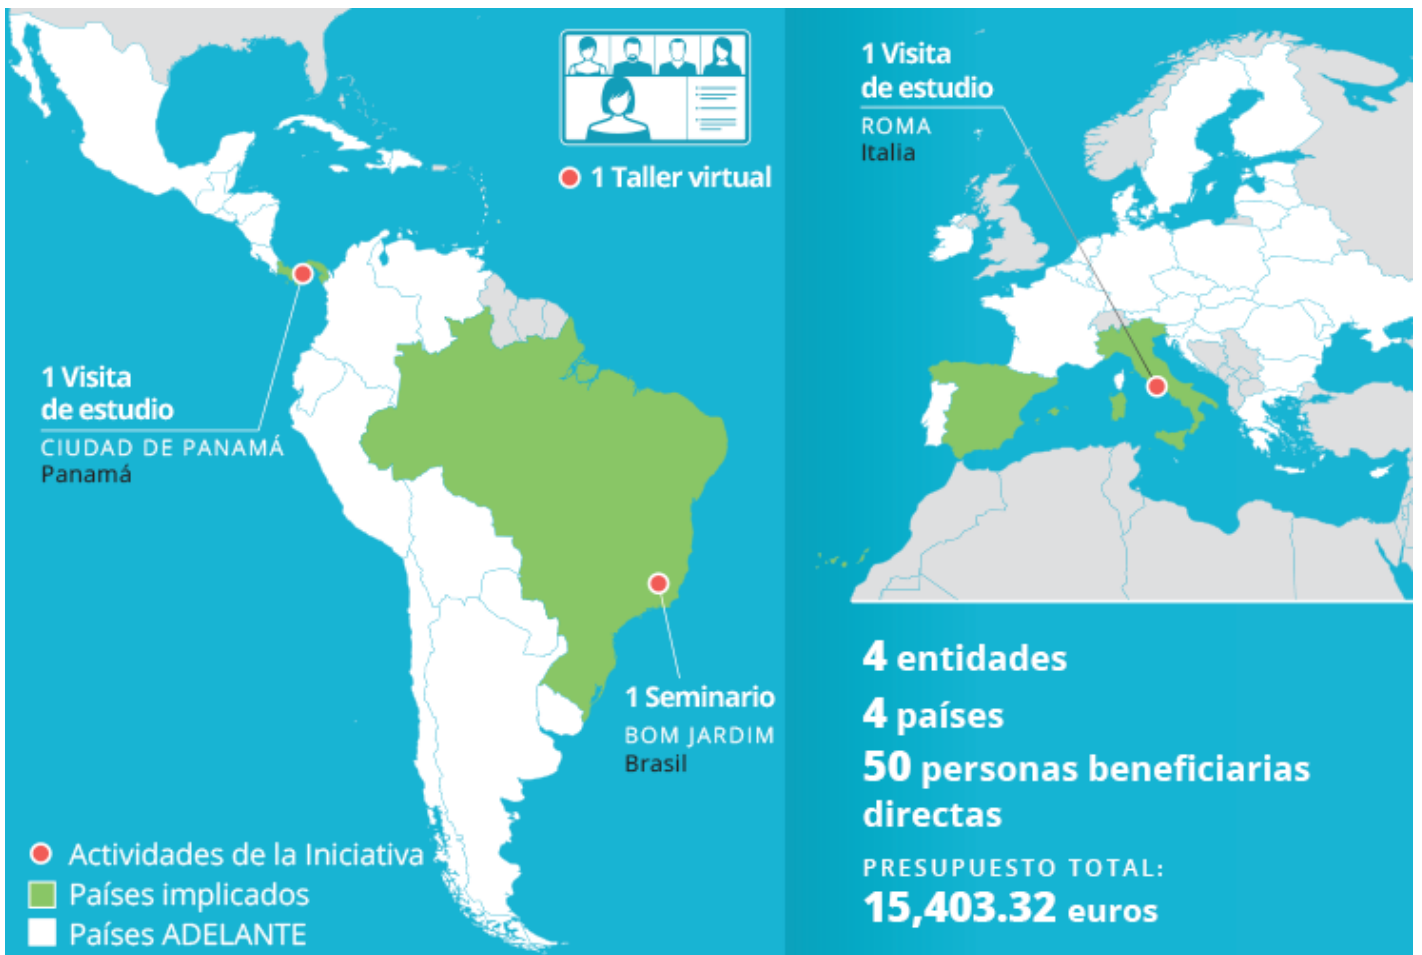 1 Taller virtual
1 Visita
de estudio
CIUDAD DE PANAMÁ
Panamá
1 Seminario
BOM JARDIM
Brasil
Actividades de la Iniciativa
Países implicados
Países ADELANTE
1 Visita
de estudio
ROMA
Italia
4 entidades
4 países
50 personas beneficiarias
directas
PRESUPUESTO TOTAL:
15,403.32 euros